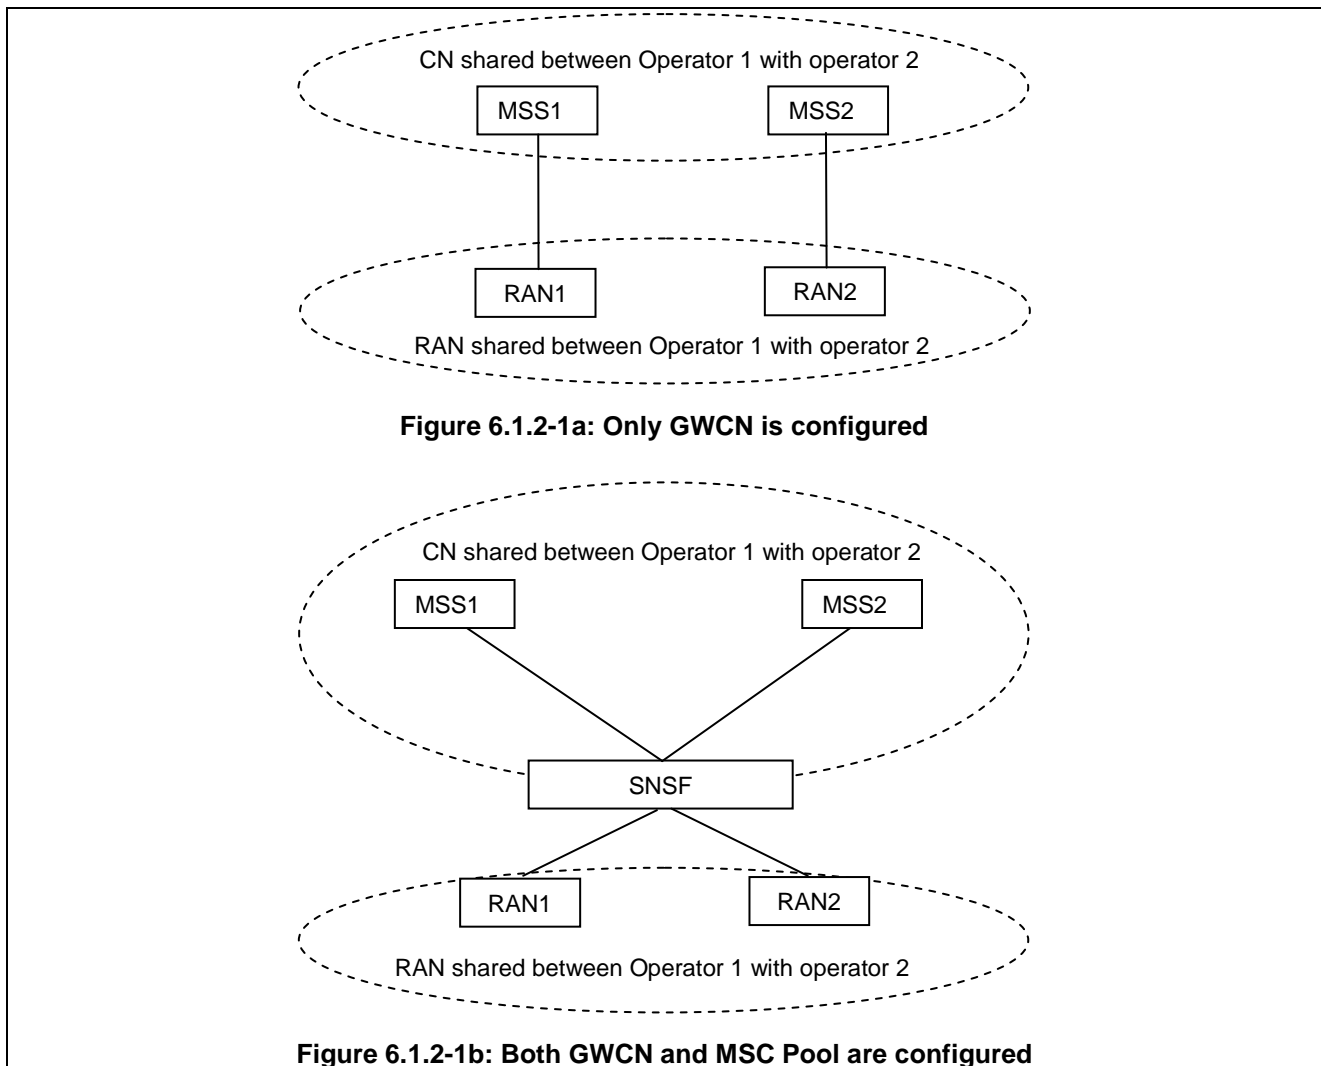 CN shared between Operator 1 with operator 2
MSS1
MSS2
RAN1
RAN2
RAN shared between Operator 1 with operator 2
Figure 6.1.2-1a: Only GWCN is configured
CN shared between Operator 1 with operator 2
MSS1
MSS2
SNSF
RAN1
RAN2
RAN shared between Operator 1 with operator 2
Figure 6.1.2-1b: Both GWCN and MSC Pool are configured